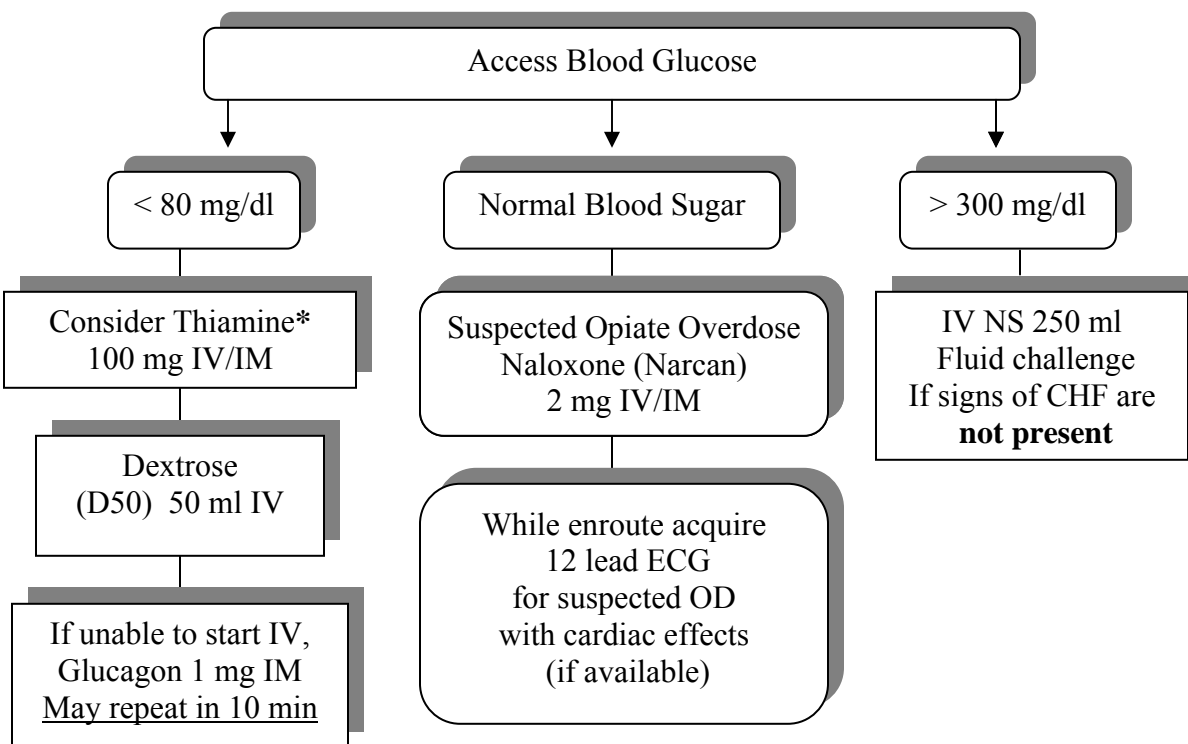 Access Blood Glucose
< 80 mg/dl
Normal Blood Sugar
> 300 mg/dl
Consider Thiamine*
100 mg IV/IM
Suspected Opiate Overdose
Naloxone (Narcan)
2 mg IV/IM
IV NS 250 ml
Fluid challenge
If signs of CHF are
not present
Dextrose
(D50) 50 ml IV
While enroute acquire
12 lead ECG
for suspected OD
with cardiac effects
(if available)
If unable to start IV,
Glucagon 1 mg IM
May repeat in 10 min